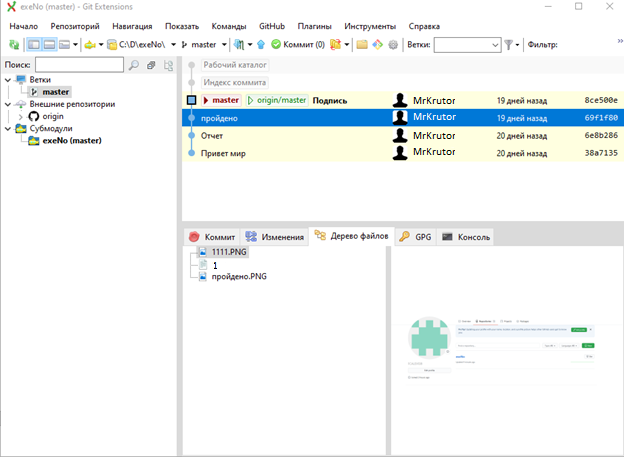 exeNo (master) - Git Extensions
Начало Репозиторий Навигация Показать Команды GitHub Плагины Инструменты Справка
C:\D\exeNo\ master Коммит (0) Ветки: Фильтр:
Поиск:
Ветки
master
Внешние репозитории
origin
Субмодули
exeNo (master)
Рабочий каталог
Индекс коммита
master origin/master Подпись MrKrutor 19 дней назад 8ce500e
пройдено MrKrutor 19 дней назад 69f1f80
Отчет MrKrutor 20 дней назад 6e8b286
Привет мир MrKrutor 20 дней назад 38a7135
Коммит Изменения Дерево файлов GPG Консоль
1111.PNG
1
пройдено.PNG